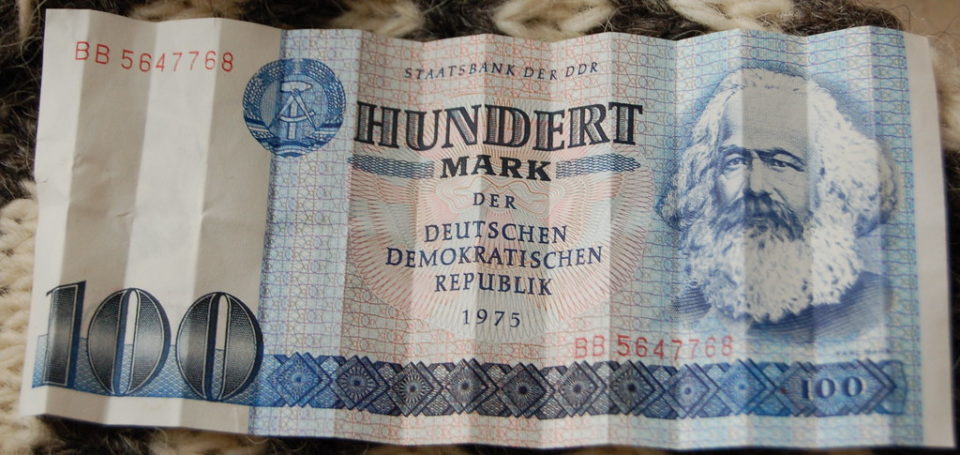 BB 5647768
STAATSBANK DER DDR
HUNDERT
MARK
DER
DEUTSCHEN
DEMOKRATISCHEN
REPUBLIK
1975
BB 5647768
100
100